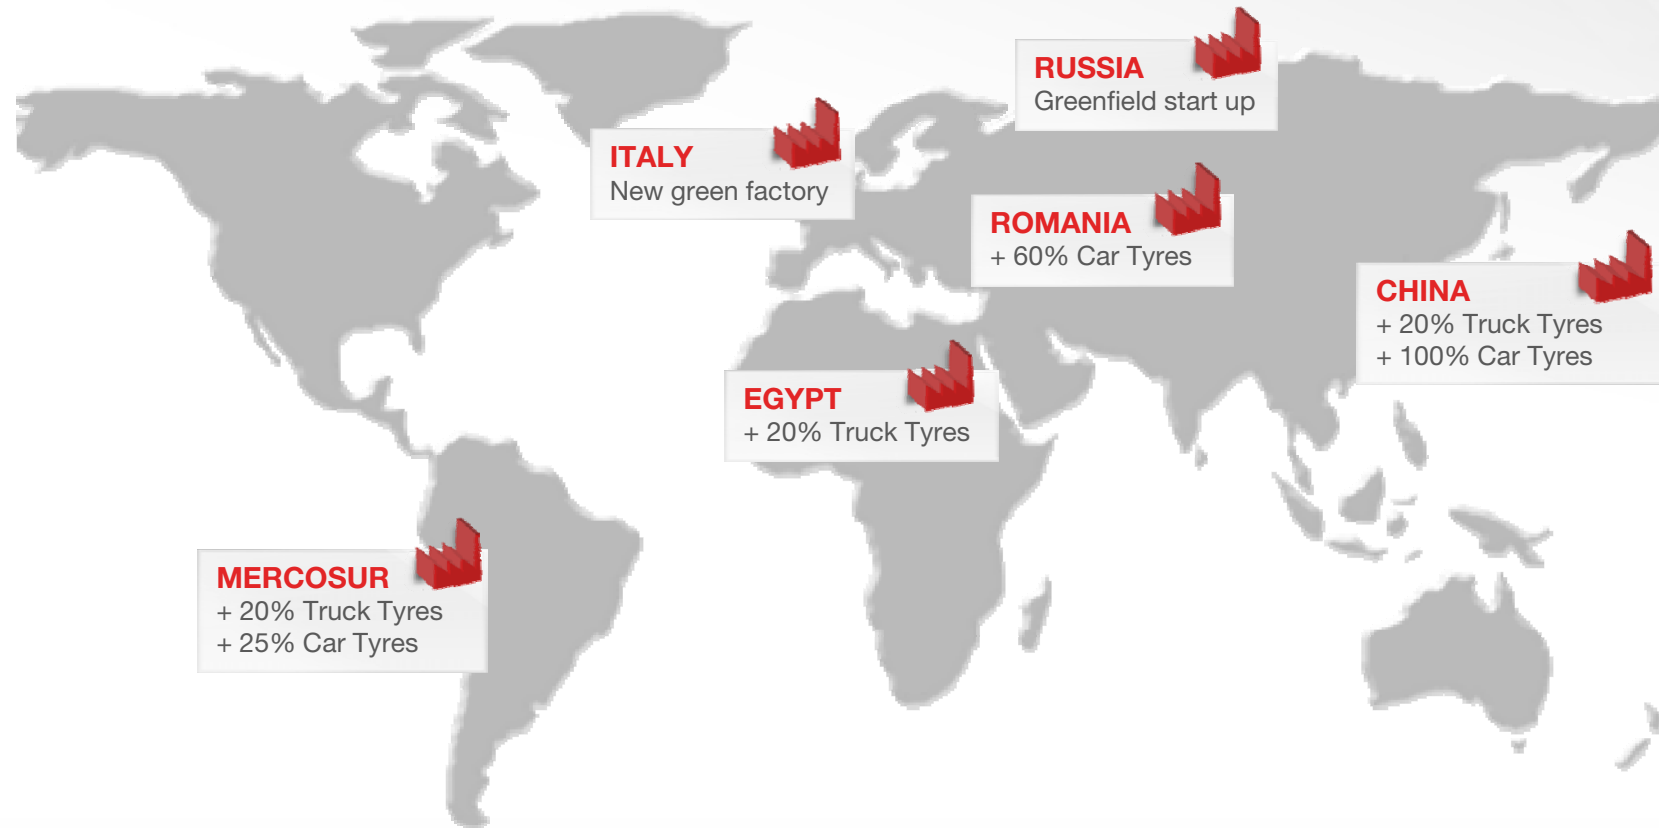 RUSSIA
Greenfield start up
ITALY
New green factory
ROMANIA
+ 60% Car Tyres
CHINA
+ 20% Truck Tyres
+ 100% Car Tyres
EGYPT
+ 20% Truck Tyres
MERCOSUR
+ 20% Truck Tyres
+ 25% Car Tyres